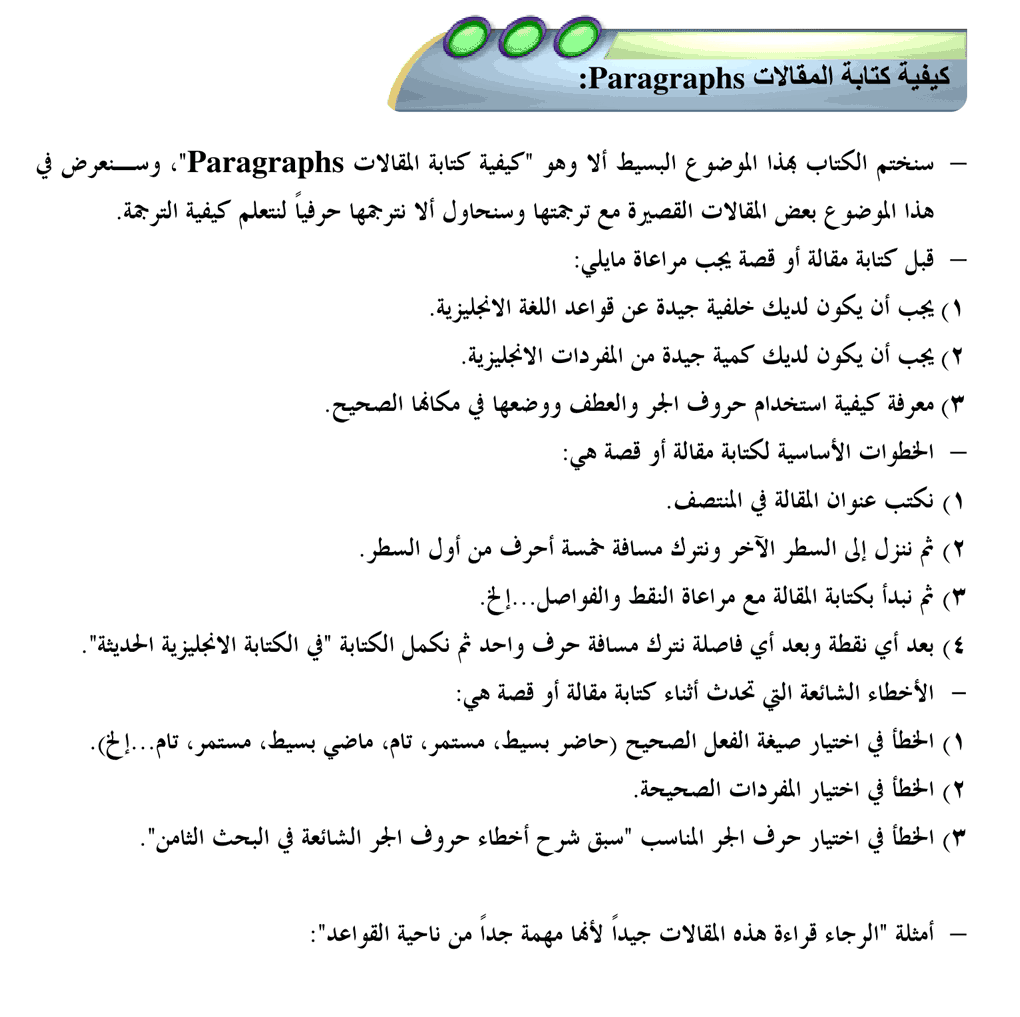 كيفية كتابة المقالات Paragraphs:
– سنختم الكتاب بهذا الموضوع البسيط ألا وهو "كيفية كتابة المقالات Paragraphs"، وســنعرض في
هذا الموضوع بعض المقالات القصيرة مع ترجمتها وسنحاول ألا نترجمها حرفياً لنتعلم كيفية الترجمة.
– قبل كتابة مقالة أو قصة يجب مراعاة مايلي:
١) يجب أن يكون لديك خلفية جيدة عن قواعد اللغة الانجليزية.
٢) يجب أن يكون لديك كمية جيدة من المفردات الانجليزية.
٣) معرفة كيفية استخدام حروف الجر والعطف ووضعها في مكانها الصحيح.
– الخطوات الأساسية لكتابة مقالة أو قصة هي:
١) نكتب عنوان المقالة في المنتصف.
٢) ثم ننزل إلى السطر الآخر ونترك مسافة خمسة أحرف من أول السطر.
٣) ثم نبدأ بكتابة المقالة مع مراعاة النقط والفواصل...إلخ.
٤) بعد أي نقطة وبعد أي فاصلة نترك مسافة حرف واحد ثم نكمل الكتابة "في الكتابة الانجليزية الحديثة".
– الأخطاء الشائعة التي تحدث أثناء كتابة مقالة أو قصة هي:
١) الخطأ في اختيار صيغة الفعل الصحيح (حاضر بسيط، مستمر، تام، ماضي بسيط، مستمر، تام...إلخ).
٢) الخطأ في اختيار المفردات الصحيحة.
٣) الخطأ في اختيار حرف الجر المناسب "سبق شرح أخطاء حروف الجر الشائعة في البحث الثامن".
– أمثلة "الرجاء قراءة هذه المقالات جيداً لأنها مهمة جداً من ناحية القواعد":